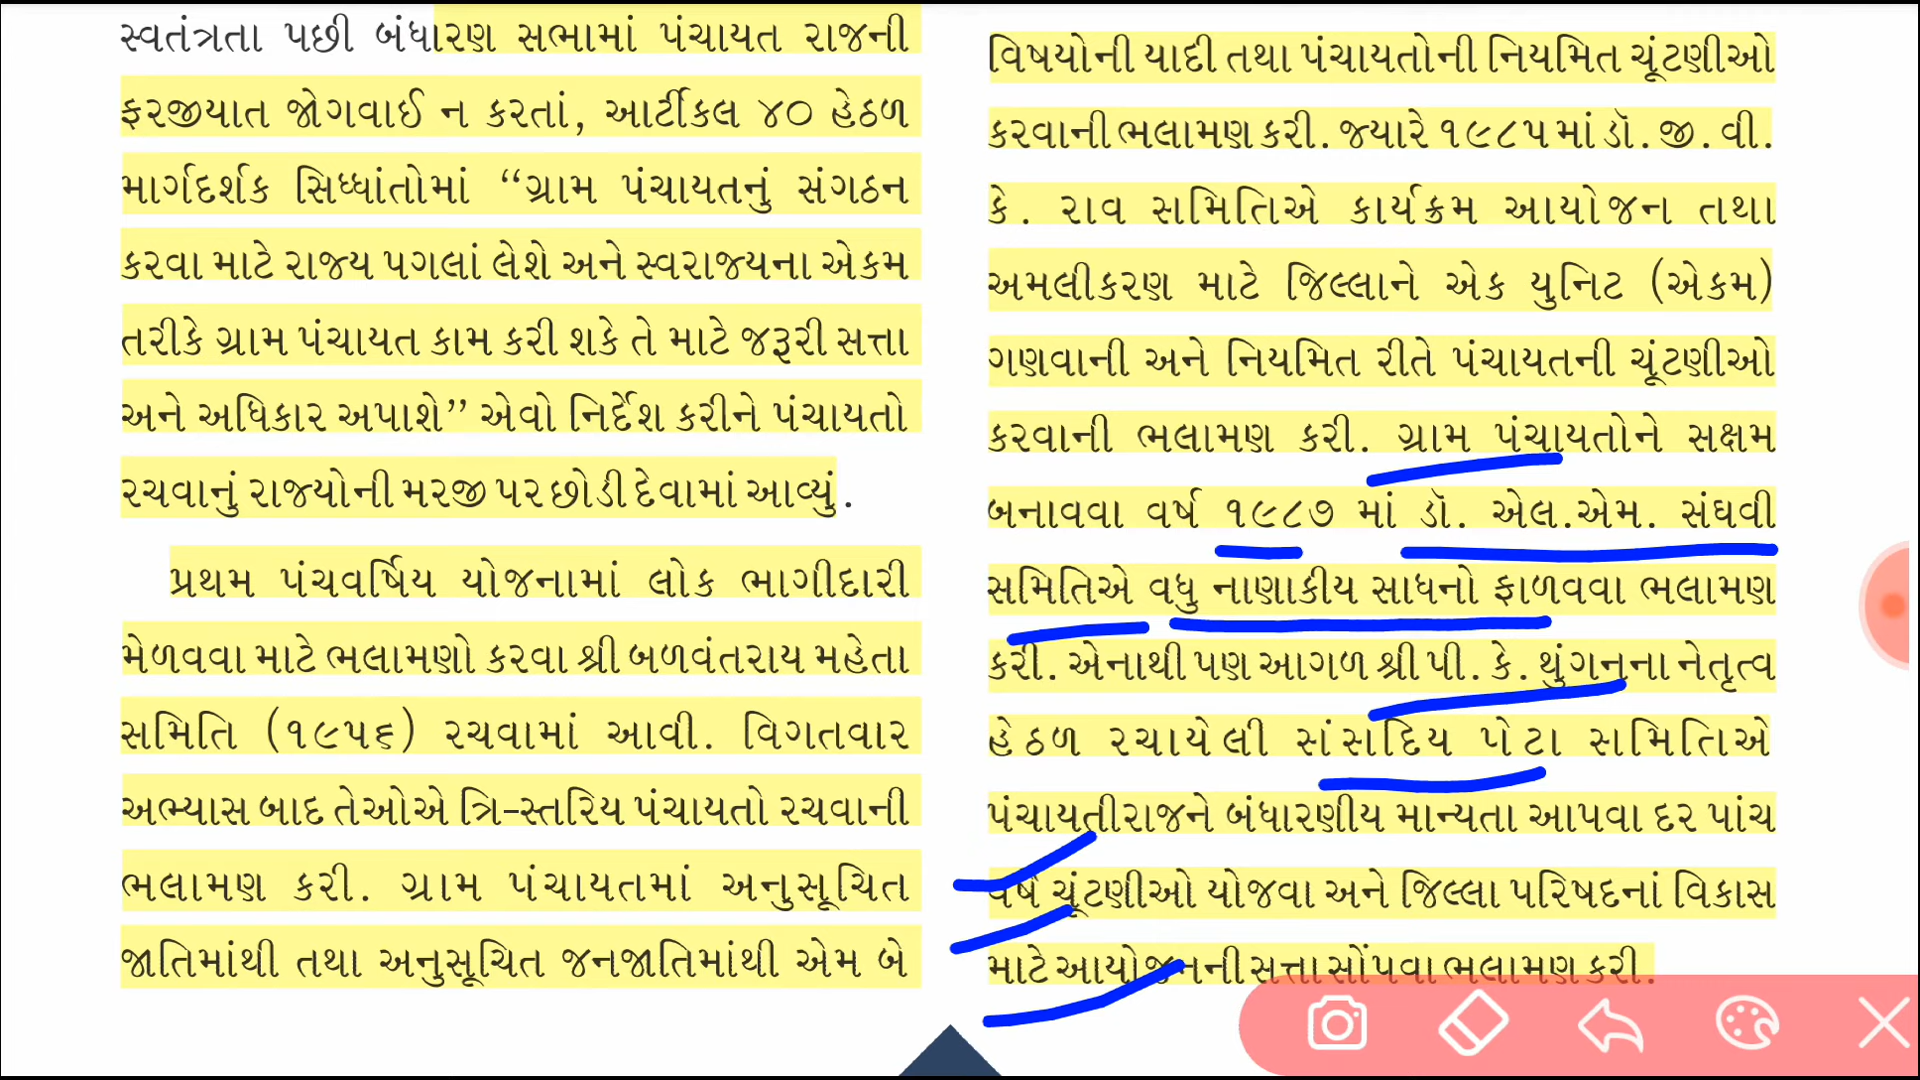 સ્વતંત્રતા પછી બંધારણ સભામાં પંચાયત રાજની
ફરજીયાત જોગવાઈ ન કરતાં, આર્ટીકલ ૪૦ હેઠળ
માર્ગદર્શક સિધ્ધાંતોમાં “ગ્રામ પંચાયતનું સંગઠન
કરવા માટે રાજય પગલાં લેશે અને સ્વરાજ્યના એકમ
તરીકે ગ્રામ પંચાયત કામ કરી શકે તે માટે જરૂરી સત્તા
અને અધિકાર અપાશે” એવો નિર્દેશ કરીને પંચાયતો
રચવાનું રાજ્યોની મરજી પર છોડી દેવામાં આવ્યું.
પ્રથમ પંચવર્ષિય યોજનામાં લોક ભાગીદારી
મેળવવા માટે ભલામણો કરવા શ્રી બળવંતરાય મહેતા
સમિતિ (૧૯૫૬) રચવામાં આવી. વિગતવાર
અભ્યાસ બાદ તેઓએ ત્રિ-સ્તરિય પંચાયતો રચવાની
ભલામણ કરી. ગ્રામ પંચાયતમાં અનુસૂચિત
જાતિમાંથી તથા અનુસૂચિત જનજાતિમાંથી એમ બે
વિષયોની યાદી તથા પંચાયતોની નિયમિત ચૂંટણીઓ
કરવાની ભલામણ કરી. જ્યારે ૧૯૮૫ માં ડૉ. જી. વી.
કે. રાવ સમિતિએ કાર્યક્રમ આયોજન તથા
અમલીકરણ માટે જિલ્લાને એક યુનિટ (એકમ)
ગણવાની અને નિયમિત રીતે પંચાયતની ચૂંટણીઓ
કરવાની ભલામણ કરી. ગ્રામ પંચાયતોને સક્ષમ
બનાવવા વર્ષ ૧૯૮૭ માં ડૉ. એલ.એમ. સંઘવી
સમિતિએ વધુ નાણાકીય સાધનો ફાળવવા ભલામણ
કરી. એનાથી પણ આગળ શ્રી પી. કે. થુંગનના નેતૃત્વ
હેઠળ રચાયેલી સંસદિય પેટા સમિતિએ
પંચાયતીરાજને બંધારણીય માન્યતા આપવા દર પાંચ
વર્ષે ચૂંટણીઓ યોજવા અને જિલ્લા પરિષદનાં વિકાસ
માટે આયોજનની સત્તા સોંપવા ભલામણ કરી.